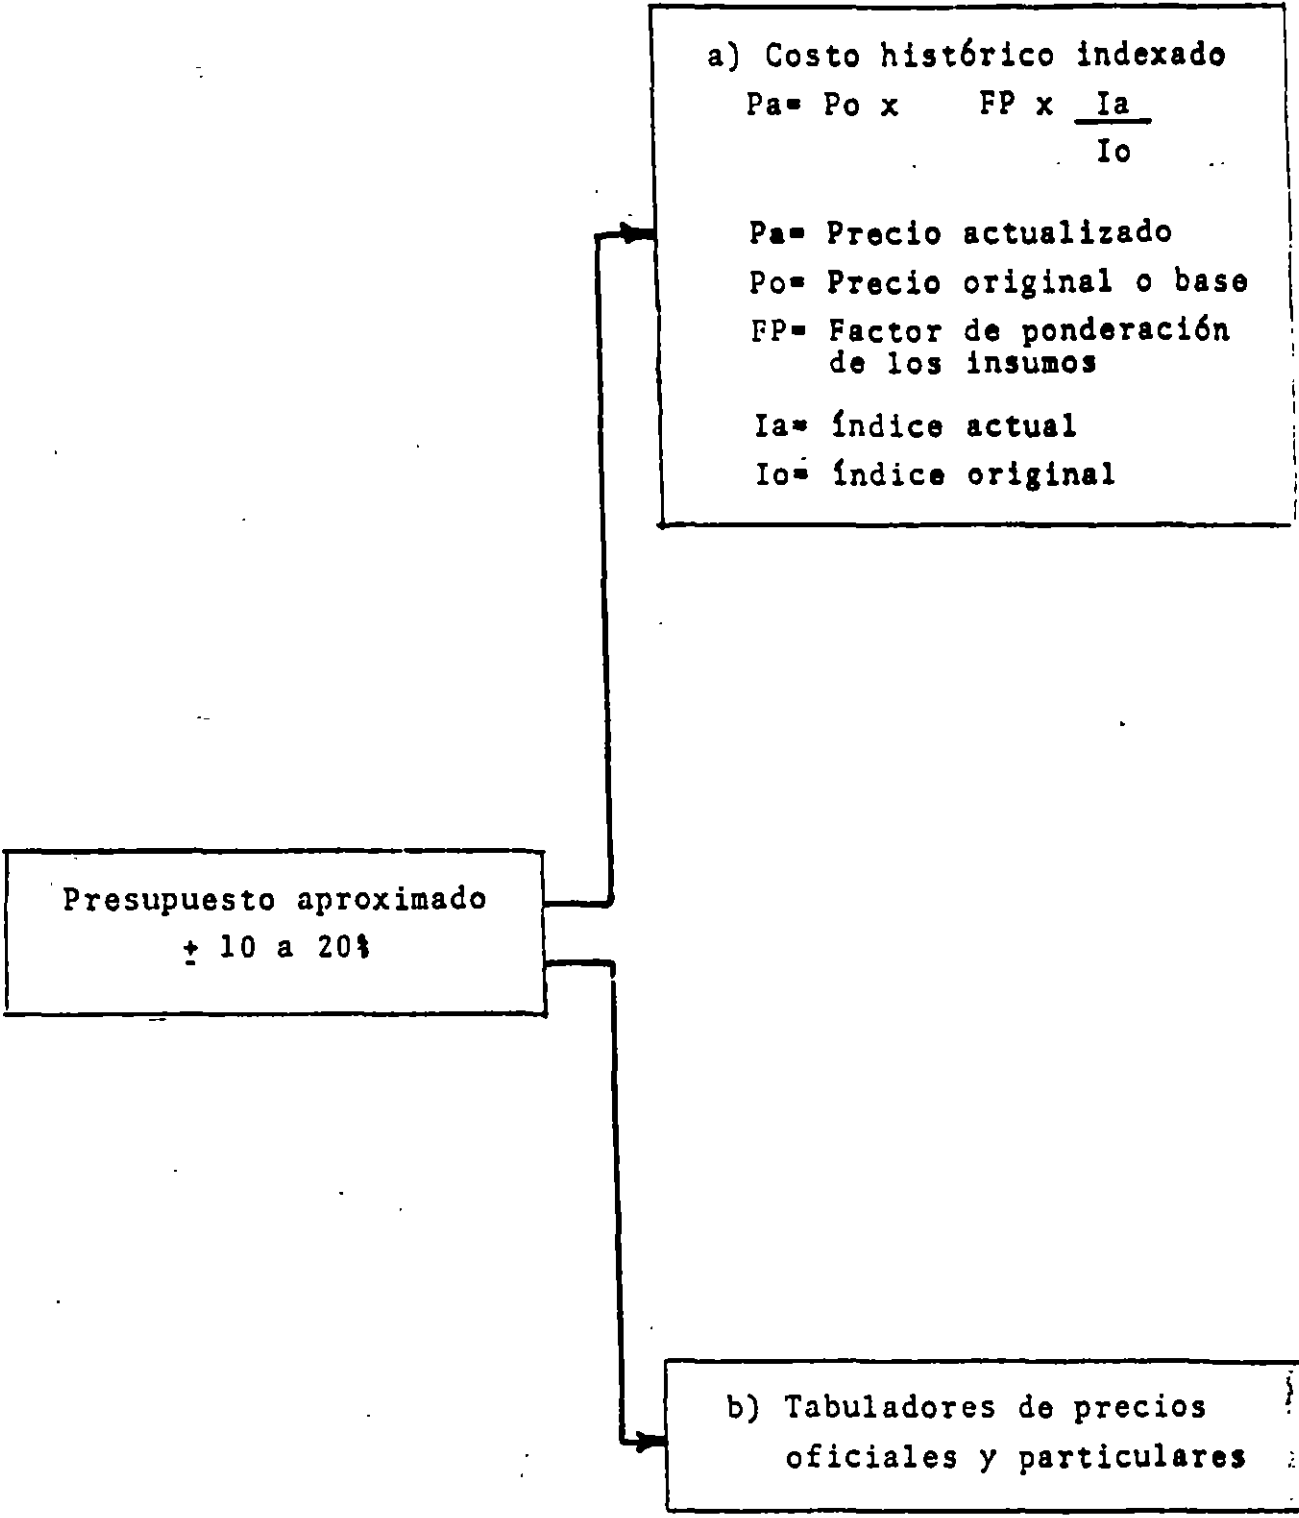 a) Costo histórico indexado
Pa= Po x FP x Ia
Io
Pa= Precio actualizado
Po= Precio original o base
FP= Factor de ponderación
de los insumos
Ia= índice actual
Io= índice original
Presupuesto aproximado
± 10 a 20%
b) Tabuladores de precios
oficiales y particulares